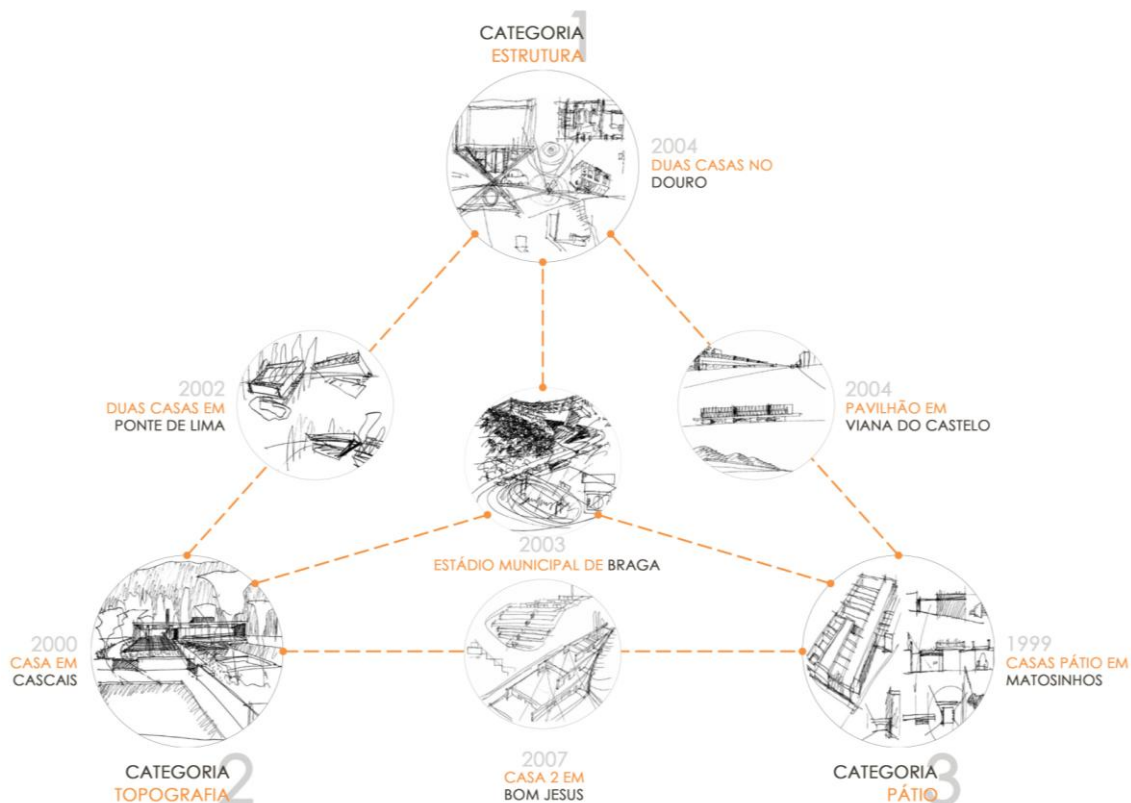 CATEGORIA 1
ESTRUTURA
2004
DUAS CASAS NO
DOURO
2002
DUAS CASAS EM
PONTE DE LIMA
2004
PAVILHÃO EM
VIANA DO CASTELO
2003
ESTÁDIO MUNICIPAL DE BRAGA
2000
CASA EM
CASCAIS
1999
CASAS PÁTIO EM
MATOSINHOS
CATEGORIA 2
TOPOGRAFIA
2007
CASA 2 EM
BOM JESUS
CATEGORIA 3
PÁTIO